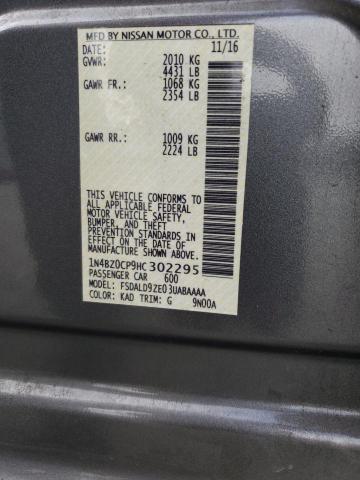 MFD BY NISSAN MOTOR CO., LTD.
DATE: 11/16
GVWR: 2010 KG
4431 LB
GAWR FR.: 1068 KG
2354 LB
GAWR RR.: 1009 KG
2224 LB
THIS VEHICLE CONFORMS TO
ALL APPLICABLE FEDERAL
MOTOR VEHICLE SAFETY,
BUMPER, AND THEFT
PREVENTION STANDARDS
IN EFFECT ON THE DATE OF
MANUFACTURE SHOWN ABOVE.
1N4BZ0CP9HC302295
PASSENGER CAR 600
MODEL: FSDALD9ZE03UABAAAA
COLOR: KAD TRIM: G 9N00A